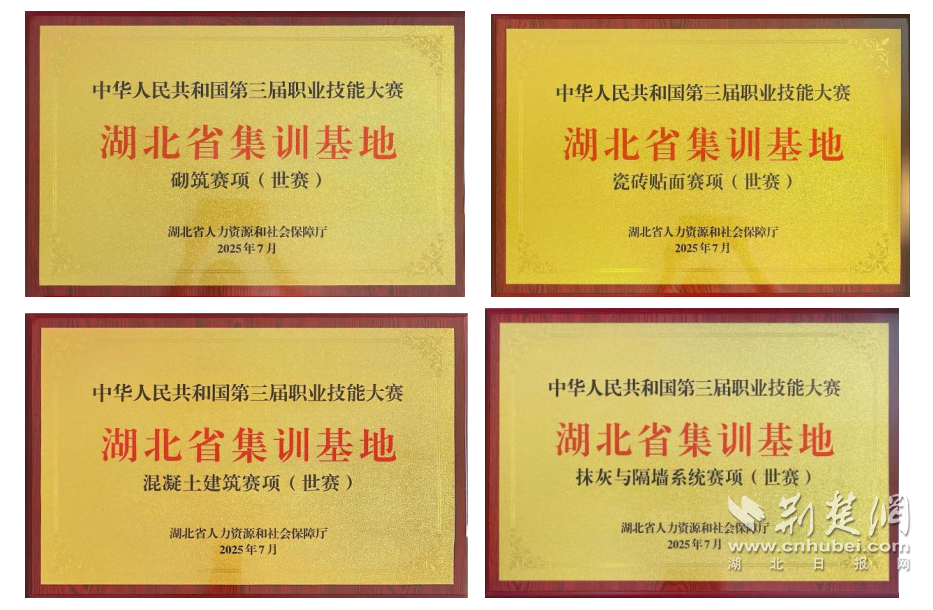 中华人民共和国第三届职业技能大赛
湖北省集训基地
砌筑赛项（世赛）
湖北省人力资源和社会保障厅
2025年7月
中华人民共和国第三届职业技能大赛
湖北省集训基地
瓷砖贴面赛项（世赛）
湖北省人力资源和社会保障厅
2025年7月
中华人民共和国第三届职业技能大赛
湖北省集训基地
混凝土建筑赛项（世赛）
湖北省人力资源和社会保障厅
2025年7月
中华人民共和国第三届职业技能大赛
湖北省集训基地
抹灰与隔墙系统赛项（世赛）
湖北省人力资源和社会保障厅
2025年7月
荆楚网
www.cnhubei.com
湖北日报网